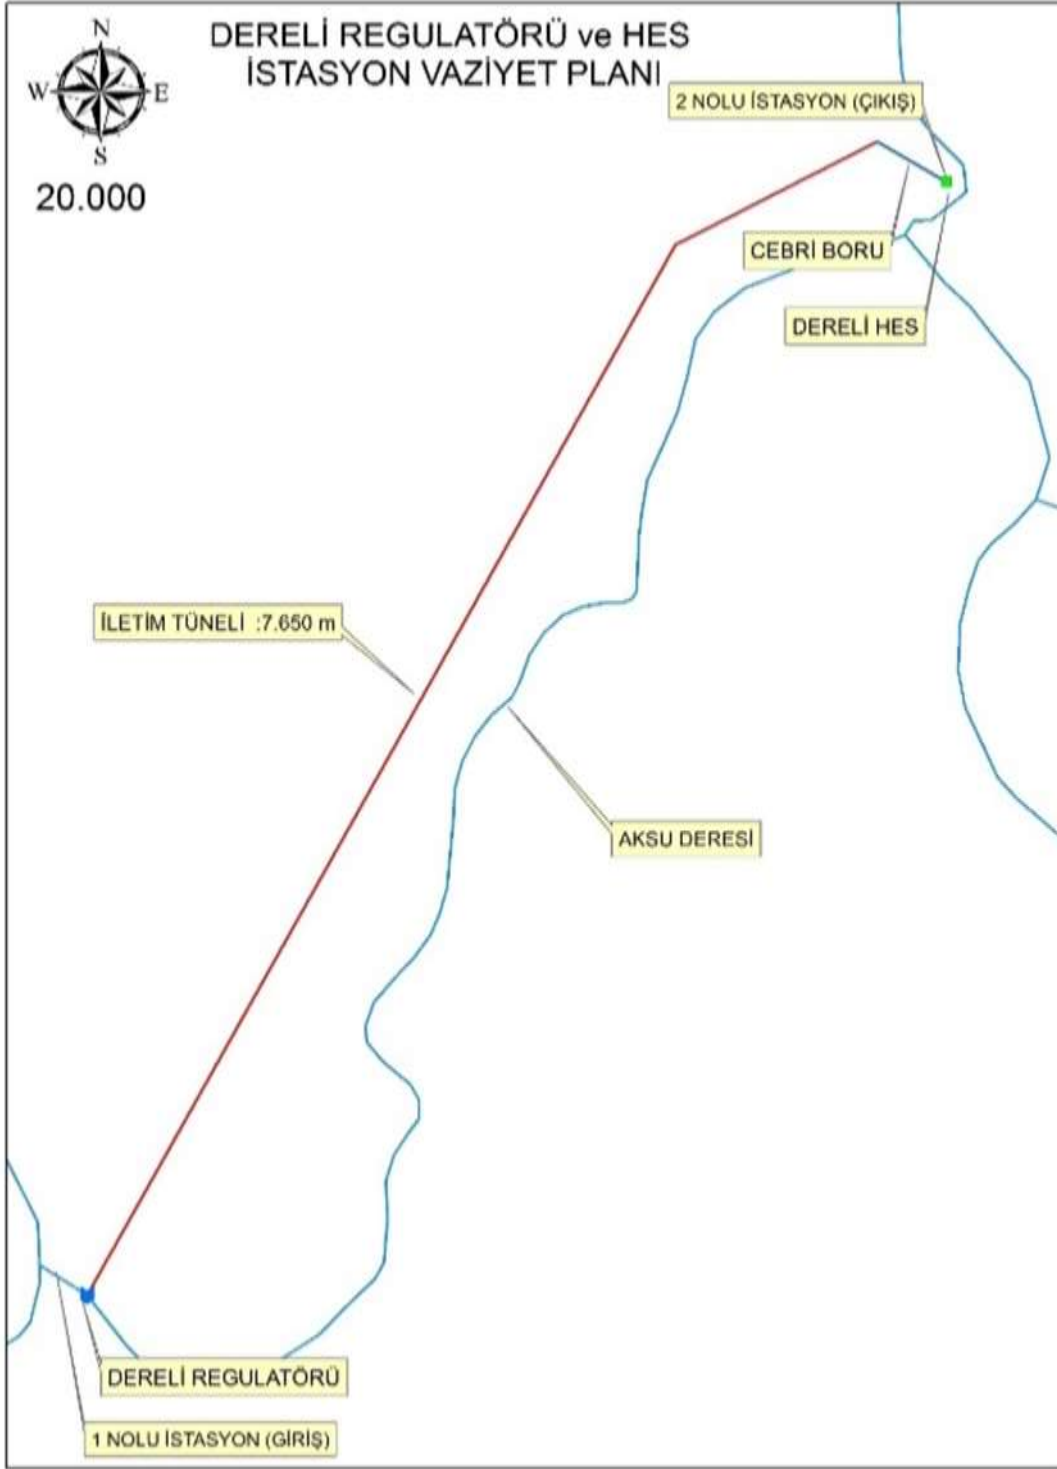 N
W E
S
20.000
DERELİ REGULATÖRÜ ve HES
İSTASYON VAZİYET PLANI
2 NOLU İSTASYON (ÇIKIŞ)
CEBRİ BORU
DERELİ HES
İLETİM TÜNELİ :7.650 m
AKSU DERESİ
DERELİ REGULATÖRÜ
1 NOLU İSTASYON (GİRİŞ)